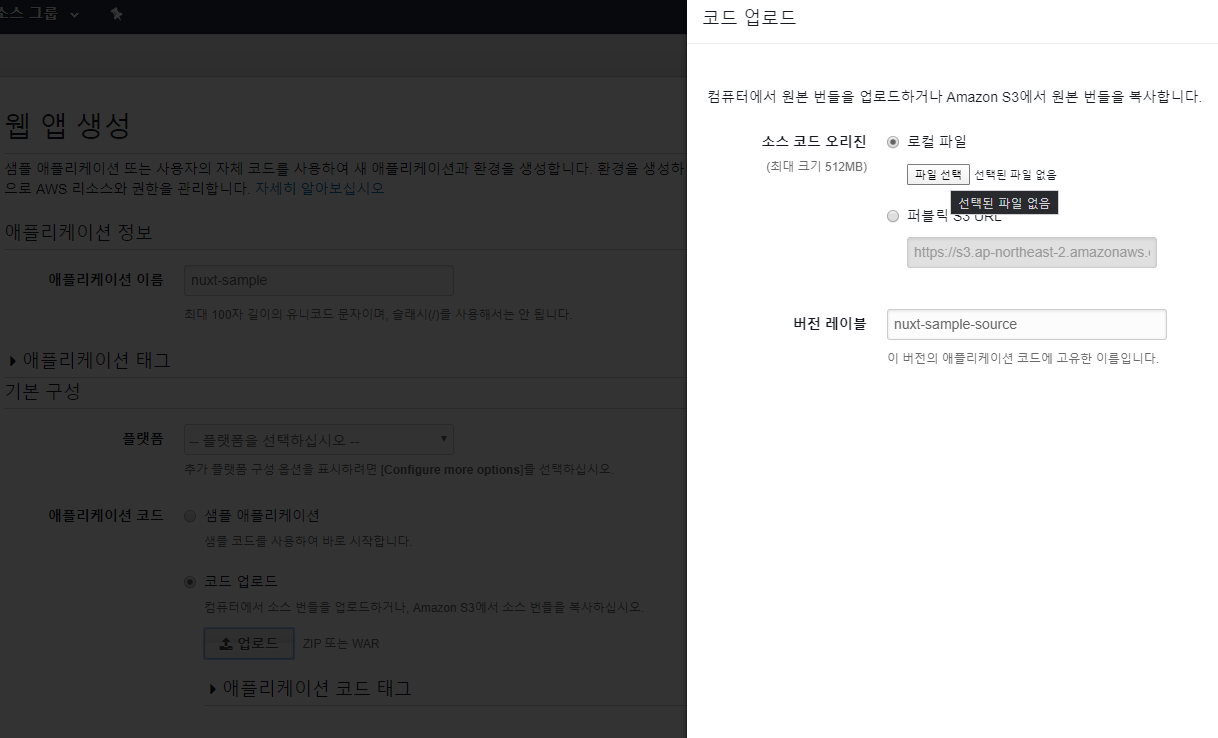 소스 그룹
웹 앱 생성
샘플 애플리케이션 또는 사용자의 자체 코드를 사용하여 새 애플리케이션과 환경을 생성합니다. 환경을 생성하
으로 AWS 리소스와 권한을 관리합니다. 자세히 알아보십시오
애플리케이션 정보
애플리케이션 이름
nuxt-sample
최대 100자 길이의 유니코드 문자이며, 슬래시(/)를 사용해서는 안 됩니다.
애플리케이션 태그
기본 구성
플랫폼
-- 플랫폼을 선택하십시오 --
추가 플랫폼 구성 옵션을 표시하려면 [Configure more options]를 선택하십시오.
애플리케이션 코드
샘플 애플리케이션
샘플 코드를 사용하여 바로 시작합니다.
코드 업로드
컴퓨터에서 소스 번들을 업로드하거나, Amazon S3에서 소스 번들을 복사하십시오.
업로드 ZIP 또는 WAR
애플리케이션 코드 태그
코드 업로드
컴퓨터에서 원본 번들을 업로드하거나 Amazon S3에서 원본 번들을 복사합니다.
소스 코드 오리진
(최대 크기 512MB)
로컬 파일
파일 선택 선택된 파일 없음
선택된 파일 없음
퍼블릭 S3 URL
https://s3.ap-northeast-2.amazonaws.
버전 레이블
nuxt-sample-source
이 버전의 애플리케이션 코드에 고유한 이름입니다.